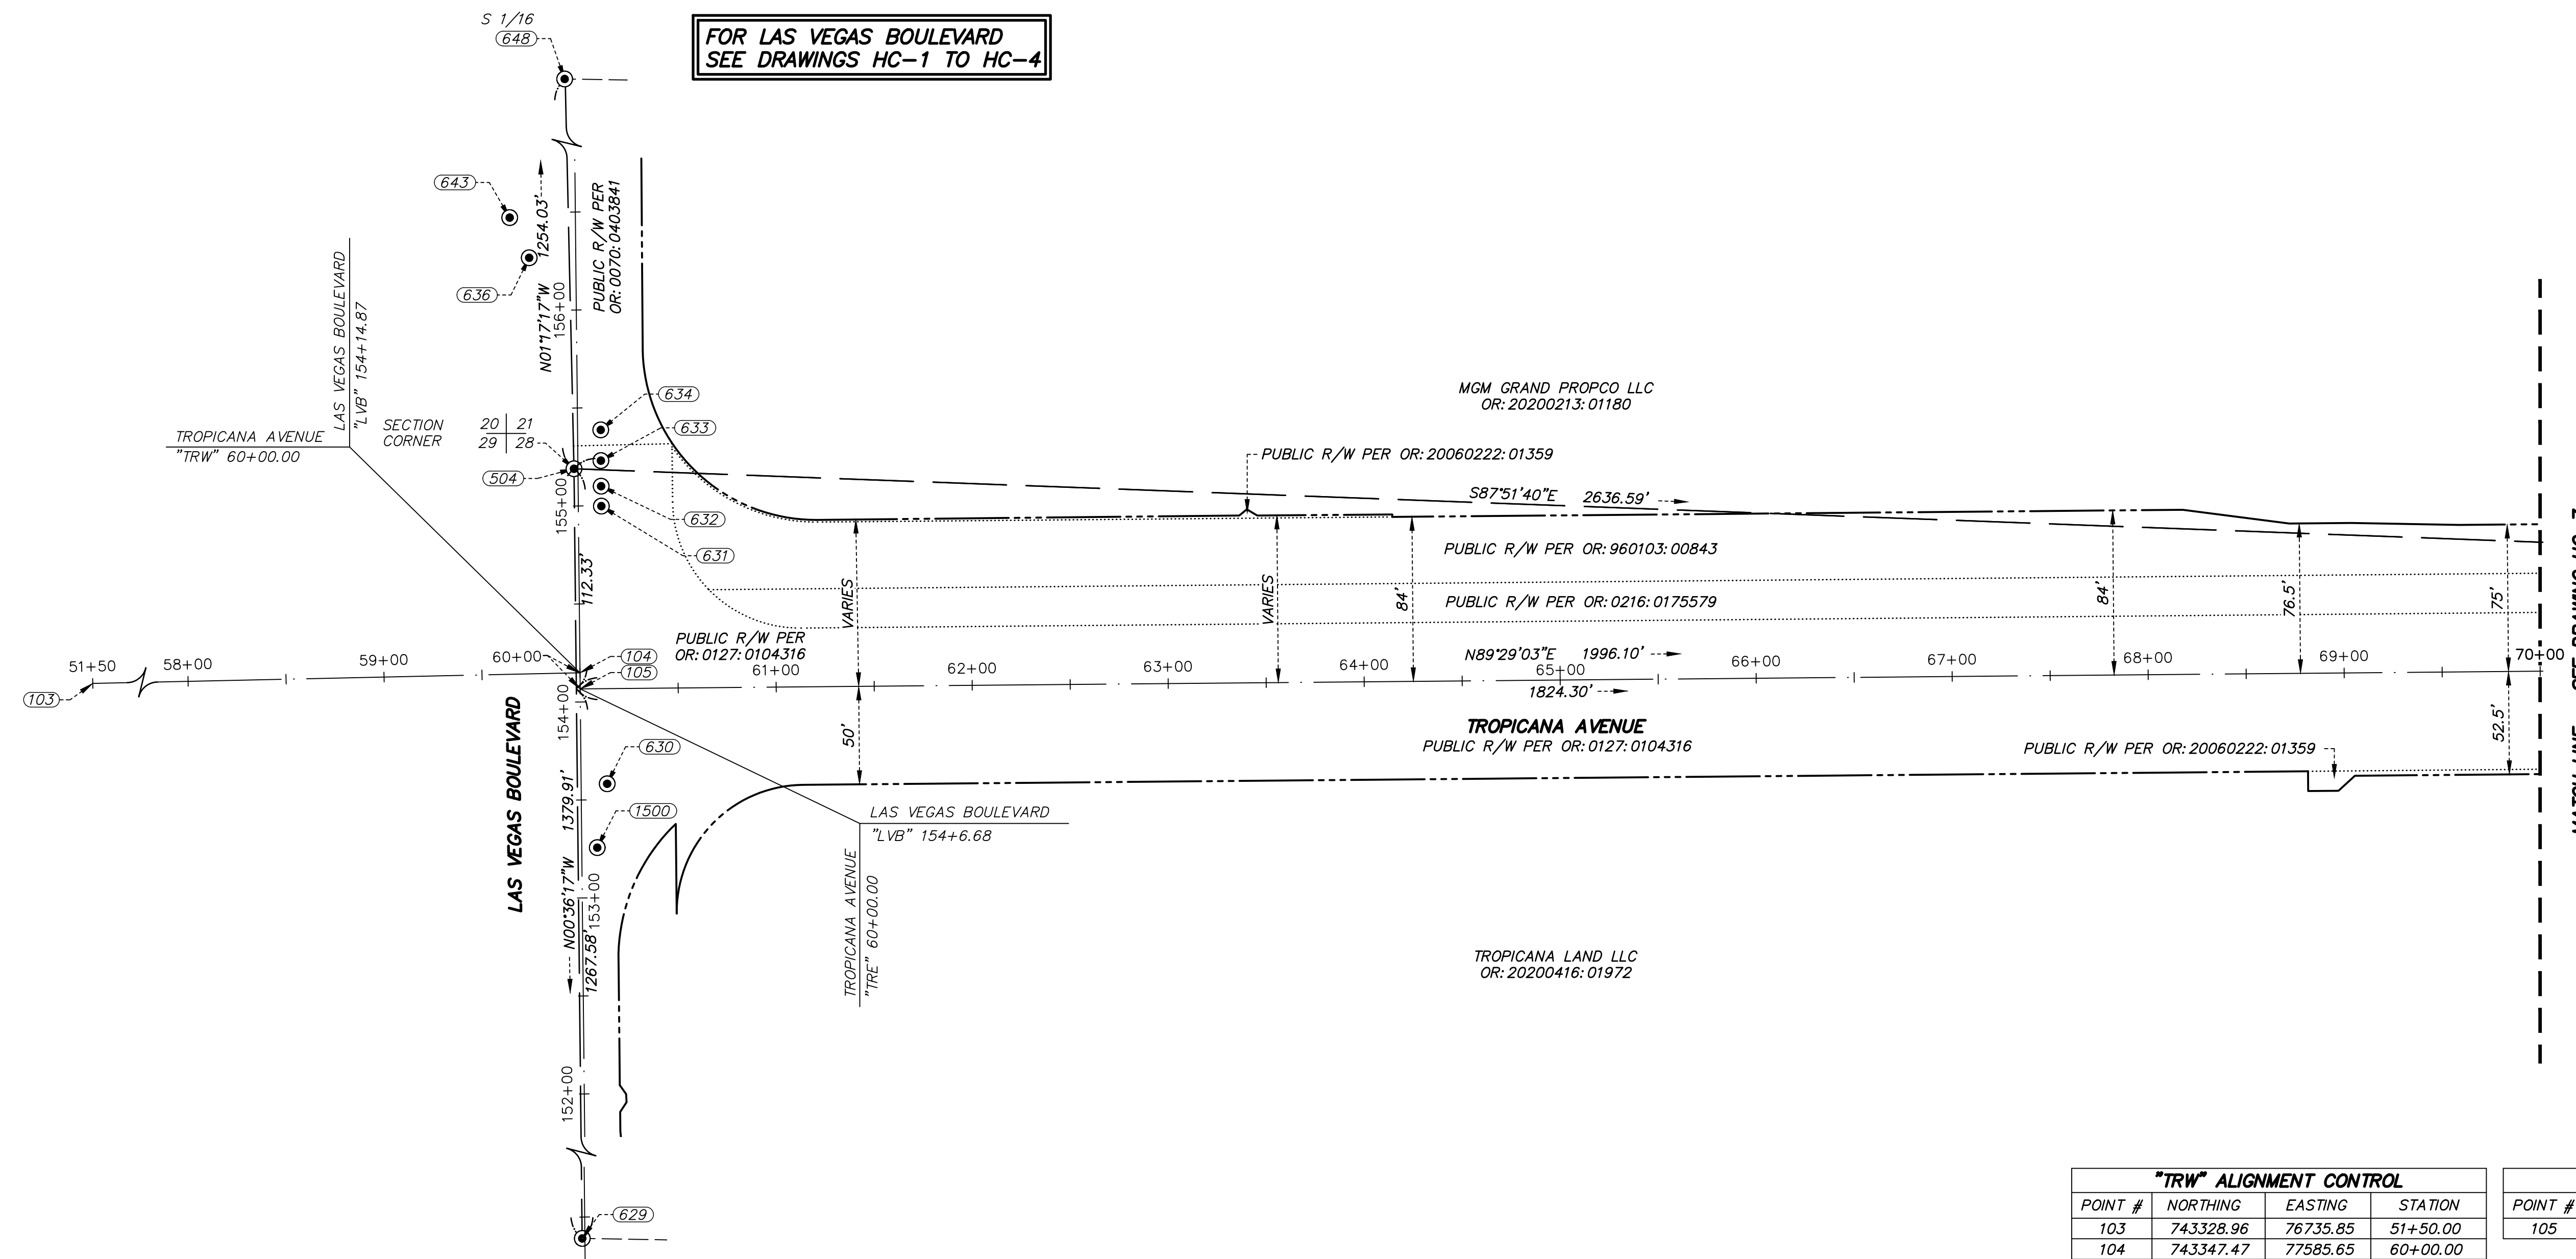 S 1/16
648
FOR LAS VEGAS BOULEVARD
SEE DRAWINGS HC-1 TO HC-4
643
636
1254.03'
N01°17'17"W
156+00
PUBLIC R/W PER
OR:0070:0403841
LAS VEGAS BOULEVARD
"LVB" 154+14.87
TROPICANA AVENUE
"TRW" 60+00.00
SECTION
CORNER
20 21
29 28
504
634
633
632
631
155+00
112.33'
MGM GRAND PROPCO LLC
OR:20200213:01180
PUBLIC R/W PER OR:20060222:01359
S87°51'40"E 2636.59'
PUBLIC R/W PER OR:960103:00843
PUBLIC R/W PER OR:0216:0175579
VARIES
VARIES
84'
84'
76.5'
75'
PUBLIC R/W PER
OR:0127:0104316
N89°29'03"E 1996.10'
103
51+50
58+00
59+00
60+00
104
105
61+00
62+00
63+00
64+00
65+00
66+00
67+00
68+00
69+00
70+00
1824.30'
TROPICANA AVENUE
PUBLIC R/W PER OR:0127:0104316
50'
52.5'
PUBLIC R/W PER OR:20060222:01359
154+00
LAS VEGAS BOULEVARD
630
1500
1379.91'
N00°36'17"W
153+00
1267.58'
LAS VEGAS BOULEVARD
"LVB" 154+6.68
TROPICANA AVENUE
"TRE" 60+00.00
TROPICANA LAND LLC
OR:20200416:01972
152+00
629
"TRW" ALIGNMENT CONTROL
POINT # NORTHING EASTING STATION
103 743328.96 76735.85 51+50.00
104 743347.47 77585.65 60+00.00
POINT #
105